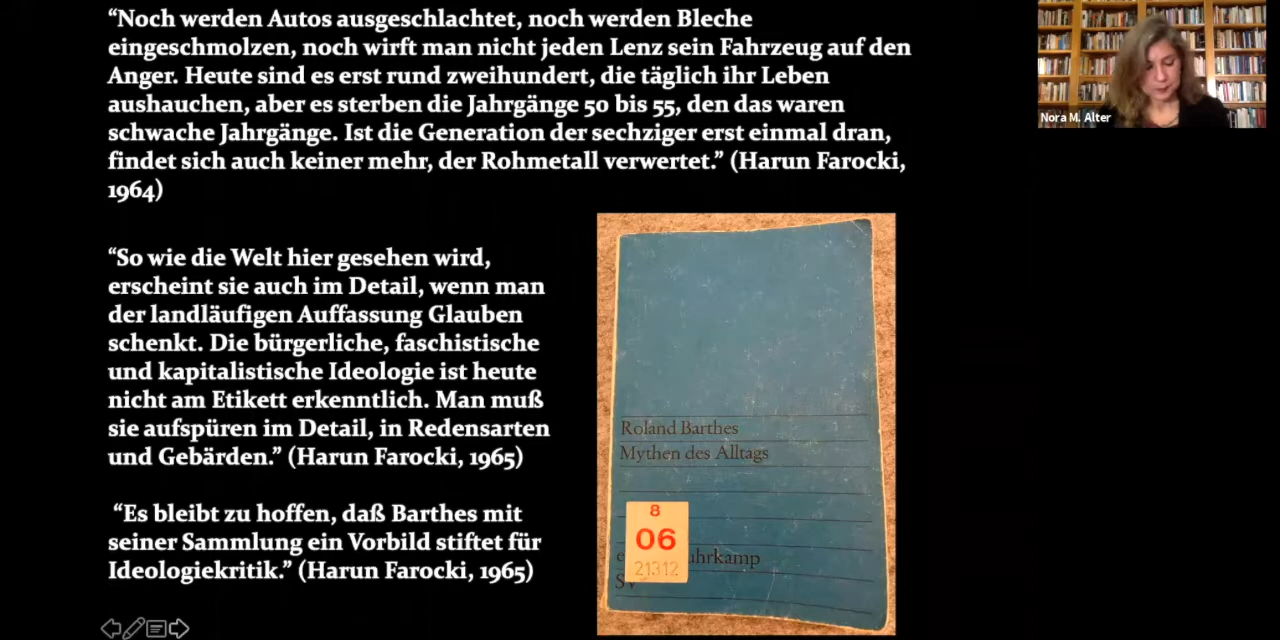 “Noch werden Autos ausgeschlachtet, noch werden Bleche
eingeschmolzen, noch wirft man nicht jeden Lenz sein Fahrzeug auf den
Anger. Heute sind es erst rund zweihundert, die täglich ihr Leben
aushauchen, aber es sterben die Jahrgänge 50 bis 55, den das waren
schwache Jahrgänge. Ist die Generation der sechziger erst einmal dran,
findet sich auch keiner mehr, der Rohmetall verwertet.” (Harun Farocki,
1964)
“So wie die Welt hier gesehen wird,
erscheint sie auch im Detail, wenn man
der landläufigen Auffassung Glauben
schenkt. Die bürgerliche, faschistische
und kapitalistische Ideologie ist heute
nicht am Etikett erkenntlich. Man muß
sie aufspüren im Detail, in Redensarten
und Gebärden.” (Harun Farocki, 1965)
“Es bleibt zu hoffen, daß Barthes mit
seiner Sammlung ein Vorbild stiftet für
Ideologiekritik.” (Harun Farocki, 1965)
Roland Barthes
Mythen des Alltags
8
06
21312
uhrkamp
SV
Nora M. Alter